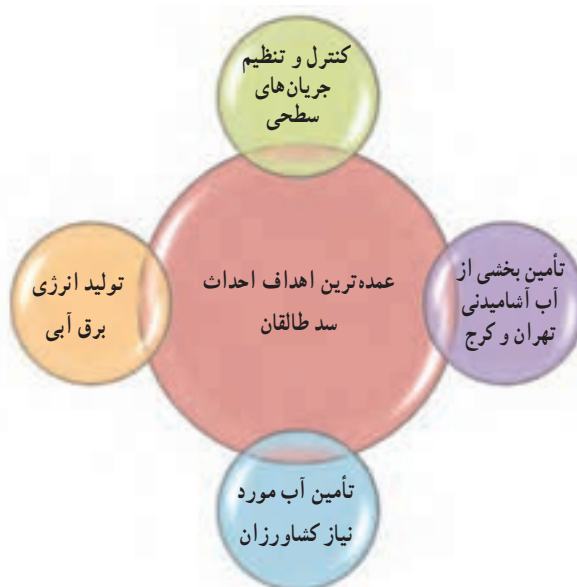 کنترل و تنظیم
جریان‌های
سطحی
عمده‌ترین اهداف احداث
سد طالقان
تأمین بخشی از
آب آشامیدنی
تهران و کرج
تولید انرژی
برق آبی
تأمین آب مورد
نیاز کشاورزان